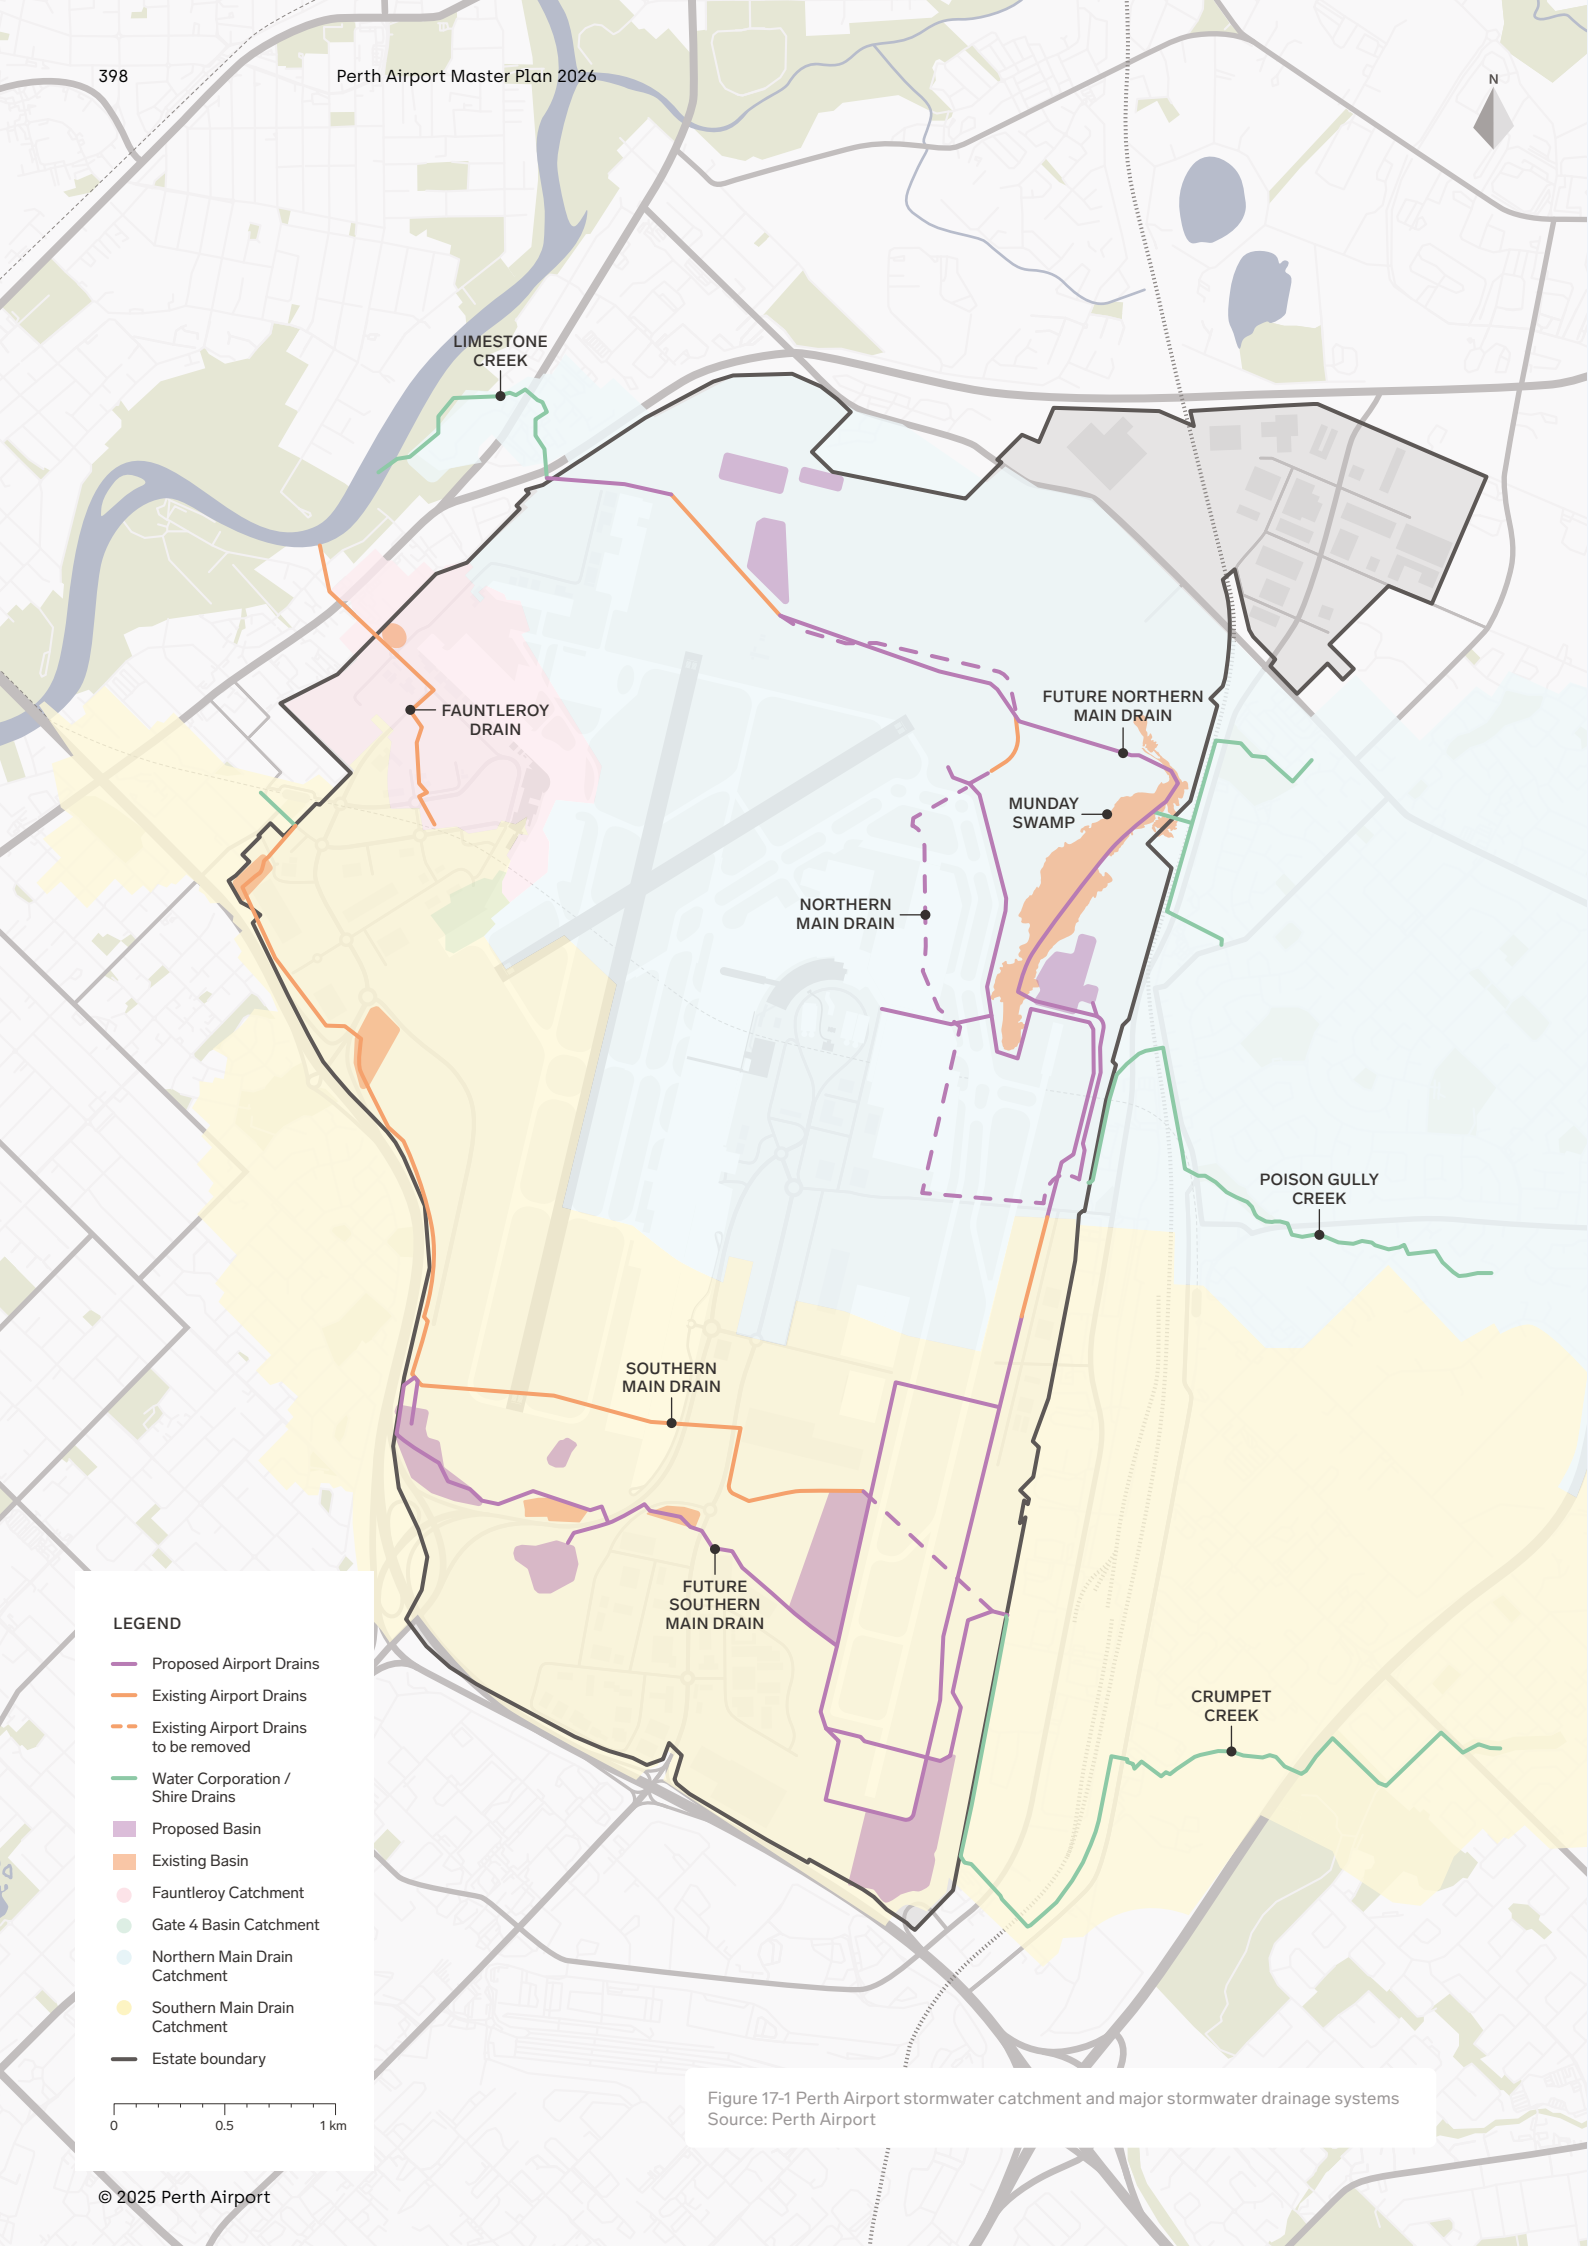 398
Perth Airport Master Plan 2026
N
LIMESTONE
CREEK
FUTURE NORTHERN
MAIN DRAIN
FAUNTLEROY
DRAIN
MUNDAY
SWAMP
NORTHERN
MAIN DRAIN
POISON GULLY
CREEK
SOUTHERN
MAIN DRAIN
FUTURE
SOUTHERN
MAIN DRAIN
CRUMPET
CREEK
LEGEND
Proposed Airport Drains
Existing Airport Drains
Existing Airport Drains
to be removed
Water Corporation /
Shire Drains
Proposed Basin
Existing Basin
Fauntleroy Catchment
Gate 4 Basin Catchment
Northern Main Drain
Catchment
Southern Main Drain
Catchment
Estate boundary
0 0.5 1 km
Figure 17-1 Perth Airport stormwater catchment and major stormwater drainage systems
Source: Perth Airport
© 2025 Perth Airport